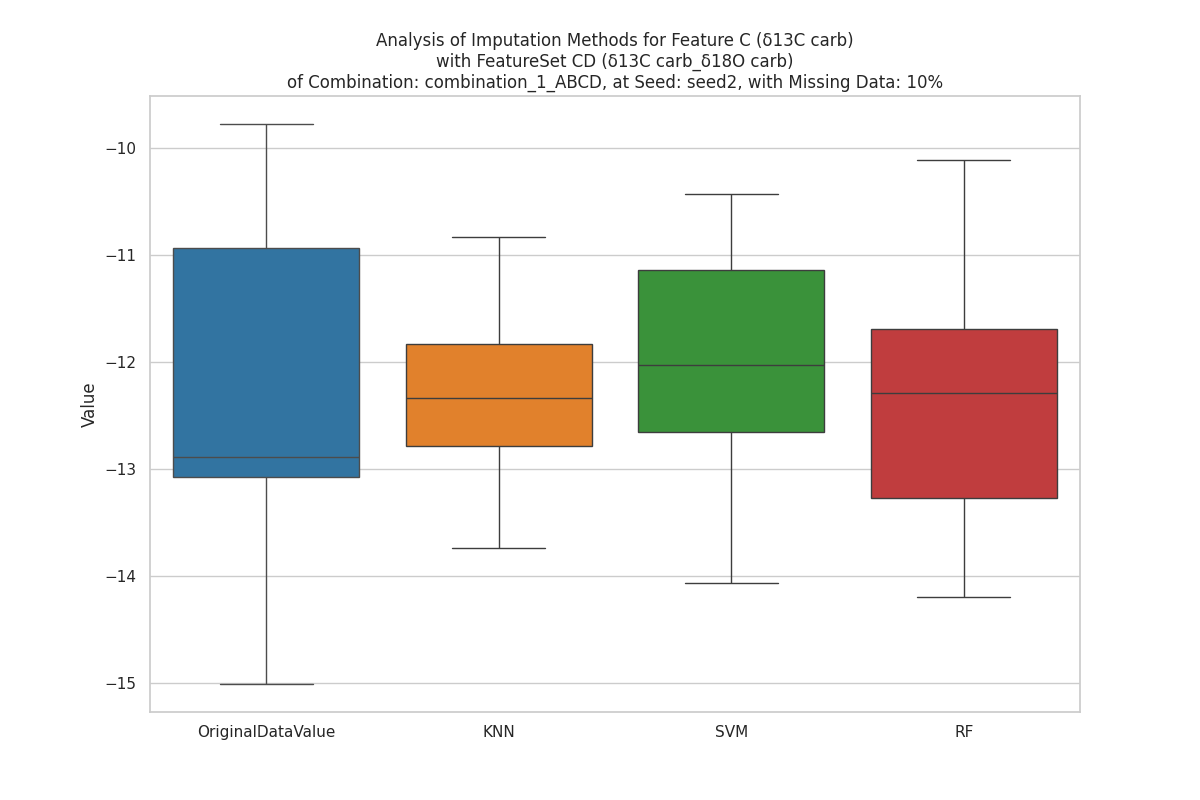 Analysis of Imputation Methods for Feature C (δ13C carb)
with FeatureSet CD (δ13C carb_δ18O carb)
of Combination: combination_1_ABCD, at Seed: seed2, with Missing Data: 10%
Value
−10
−11
−12
−13
−14
−15
OriginalDataValue
KNN
SVM
RF